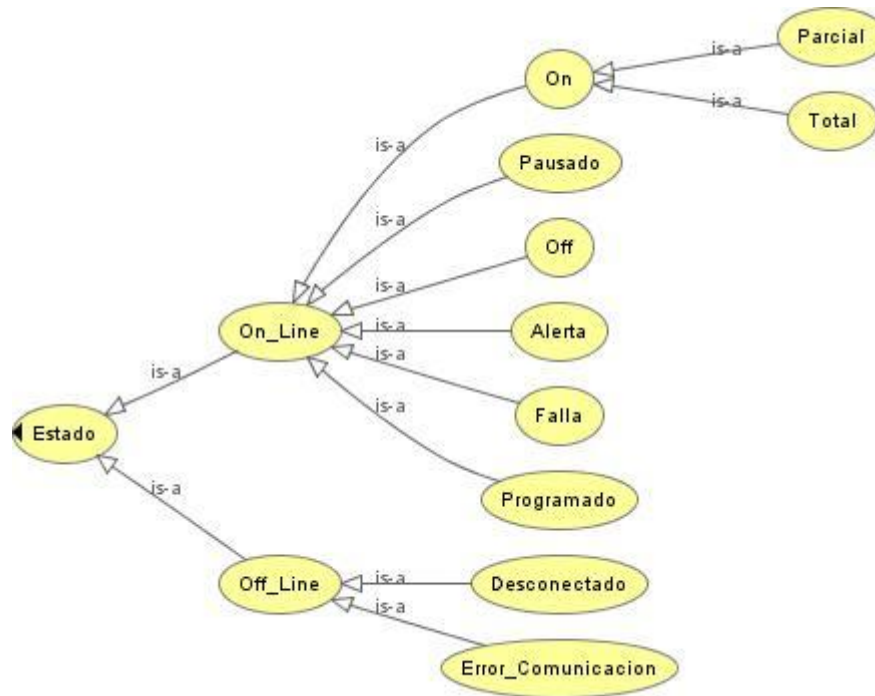 Parcial
is-a
On
is-a
Total
is-a
Pausado
is-a
Off
is-a
On_Line
is-a
Alerta
is-a
Falla
is-a
is-a
Estado
Programado
is-a
Off_Line
is-a
Desconectado
is-a
Error_Comunicacion